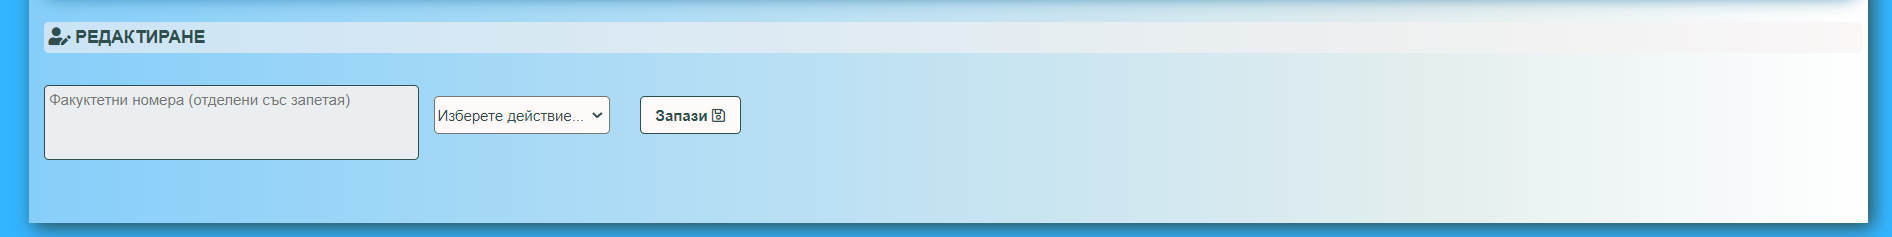 РЕДАКТИРАНЕ
Факуктетни номера (отделени със запетая)
Изберете действие...
Запази